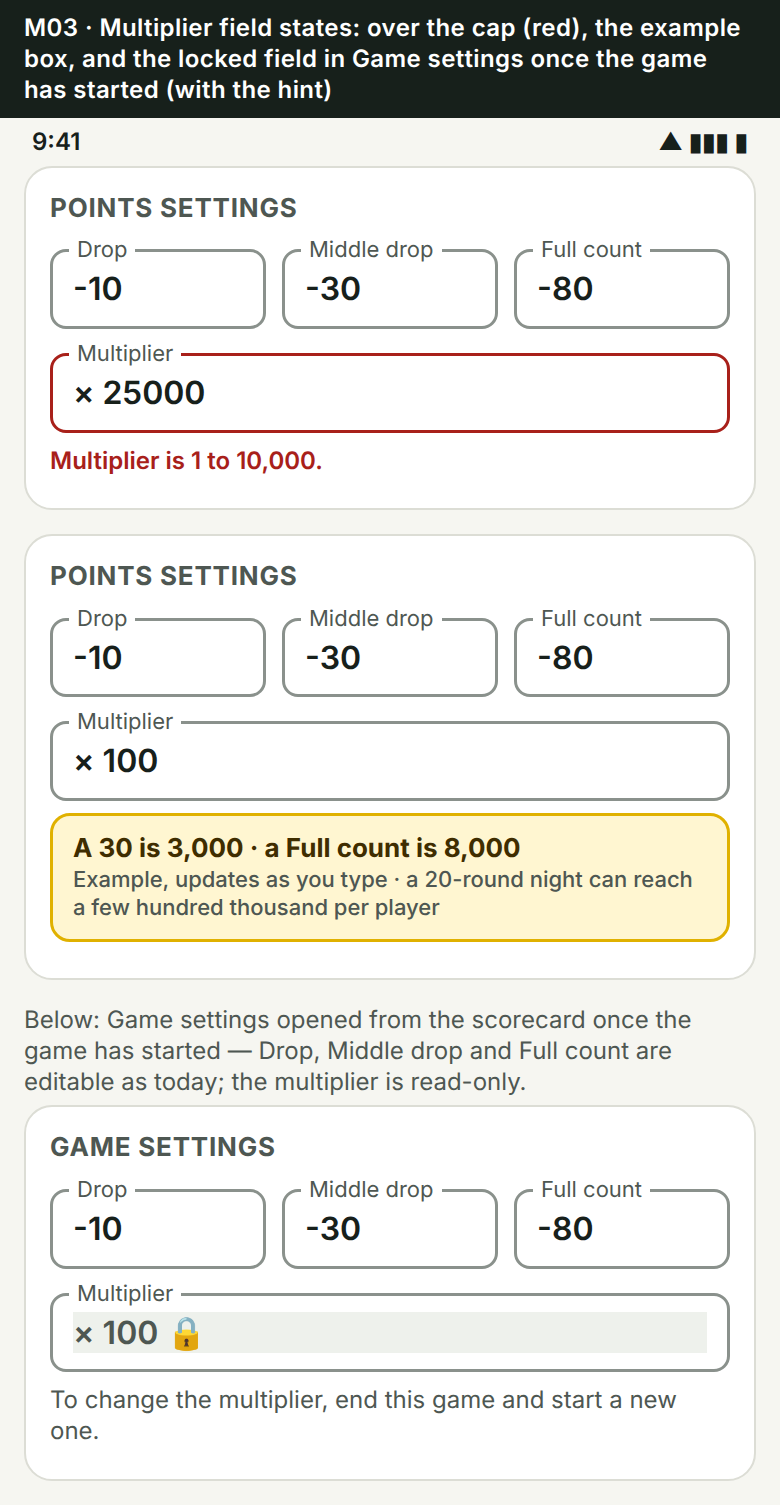 M03 · Multiplier field states: over the cap (red), the example
box, and the locked field in Game settings once the game
has started (with the hint)
9:41
POINTS SETTINGS
Drop
Middle drop
Full count
-10
-30
-80
Multiplier
× 25000
Multiplier is 1 to 10,000.
POINTS SETTINGS
Drop
Middle drop
Full count
-10
-30
-80
Multiplier
× 100
A 30 is 3,000 · a Full count is 8,000
Example, updates as you type · a 20-round night can reach
a few hundred thousand per player
Below: Game settings opened from the scorecard once the
game has started — Drop, Middle drop and Full count are
editable as today; the multiplier is read-only.
GAME SETTINGS
Drop
Middle drop
Full count
-10
-30
-80
Multiplier
× 100 🔒
To change the multiplier, end this game and start a new
one.